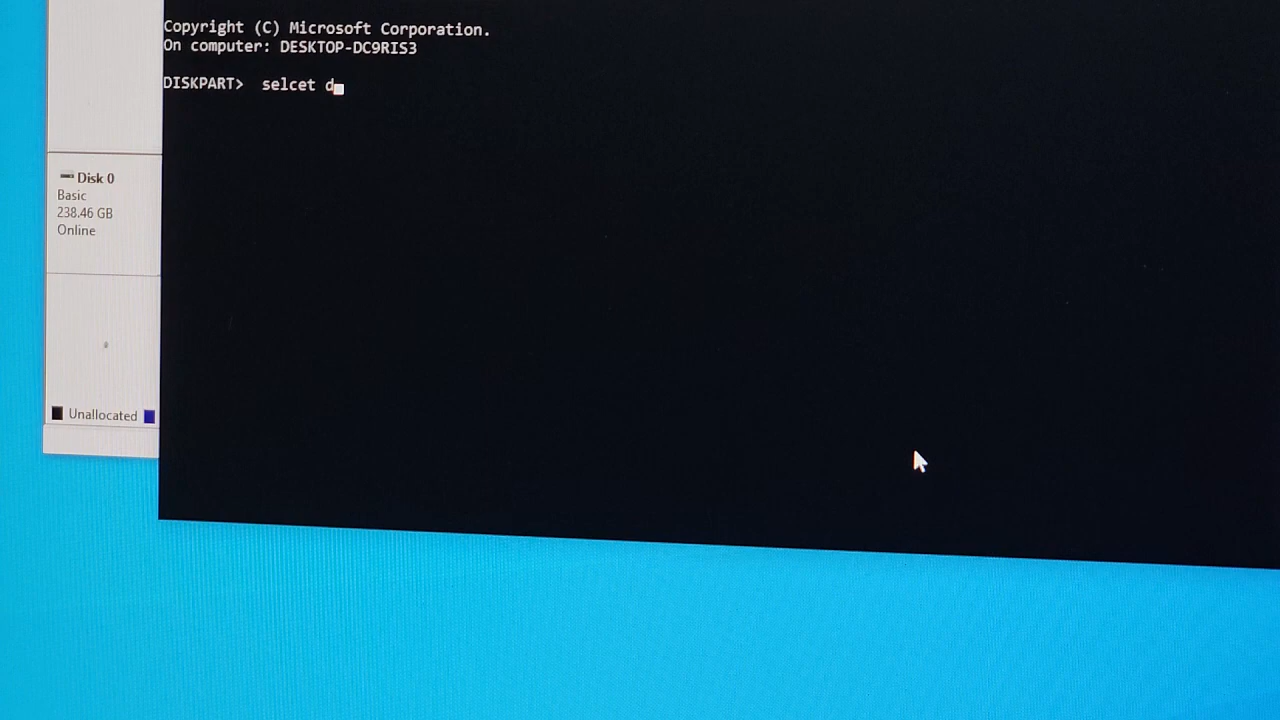 Copyright (C) Microsoft Corporation.
On computer: DESKTOP-DC9RIS3
DISKPART> selcet d
Disk 0
Basic
238.46 GB
Online
Unallocated